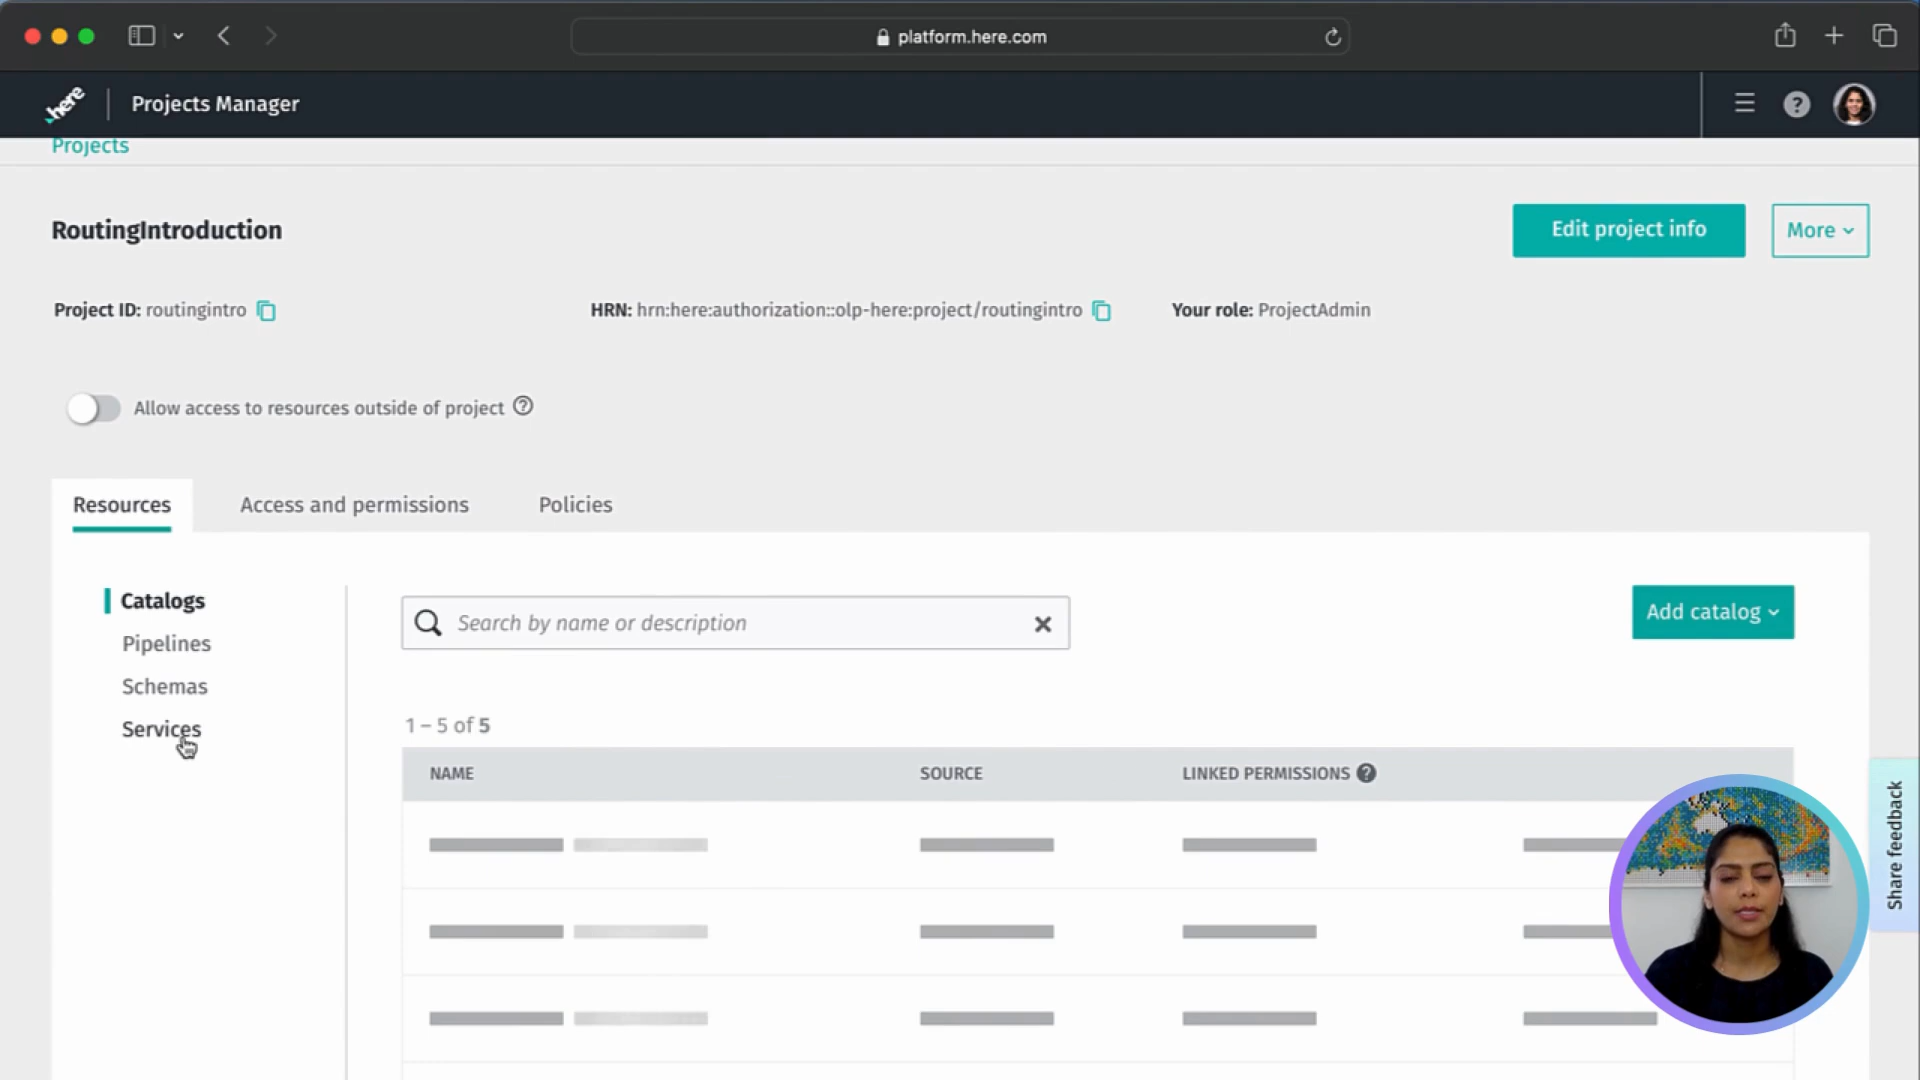 platform.here.com
here
Projects Manager
Projects
RoutingIntroduction
Edit project info
More
Project ID: routingintro
HRN: hrn:here:authorization::olp-here:project/routingintro
Your role: ProjectAdmin
Allow access to resources outside of project
Resources
Access and permissions
Policies
Catalogs
Pipelines
Schemas
Services
Search by name or description
Add catalog
1 – 5 of 5
NAME
SOURCE
LINKED PERMISSIONS
Share feedback